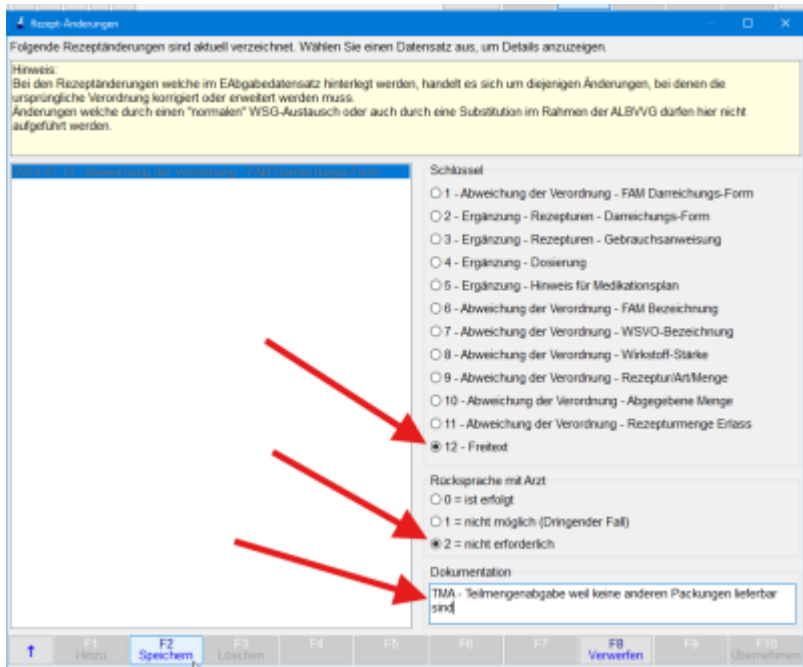 Rezept-Änderungen
Folgende Rezeptänderungen sind aktuell verzeichnet. Wählen Sie einen Datensatz aus, um Details anzuzeigen.
Hinweis:
Bei den Rezeptänderungen welche im EAbgabedatensatz hinterlegt werden, handelt es sich um diejenigen Änderungen, bei denen die
ursprüngliche Verordnung korrigiert oder erweitert werden muss.
Änderungen welche durch einen "normalen" WSG-Austausch oder auch durch eine Substitution im Rahmen der ALBVVG dürfen hier nicht
aufgeführt werden.
Abweichung der Verordnung - FAM Darreichungs-Form
Schlüssel
1 - Abweichung der Verordnung - FAM Darreichungs-Form
2 - Ergänzung - Rezepturen - Darreichungs-Form
3 - Ergänzung - Rezepturen - Gebrauchsanweisung
4 - Ergänzung - Dosierung
5 - Ergänzung - Hinweis für Medikationsplan
6 - Abweichung der Verordnung - FAM Bezeichnung
7 - Abweichung der Verordnung - WSVO-Bezeichnung
8 - Abweichung der Verordnung - Wirkstoff-Stärke
9 - Abweichung der Verordnung - Rezeptur/Art/Menge
10 - Abweichung der Verordnung - Abgegebene Menge
11 - Abweichung der Verordnung - Rezepturmenge Erlass
12 - Freitext
Rücksprache mit Arzt
0 = ist erfolgt
1 = nicht möglich (Dringender Fall)
2 = nicht erforderlich
Dokumentation
TMA - Teilmengenabgabe weil keine anderen Packungen lieferbar
sind
F1 F2 F3 F4 F5 F6 F7 F8 F9 F10
Hinzu Speichern Löschen Verwerfen Übernehmen